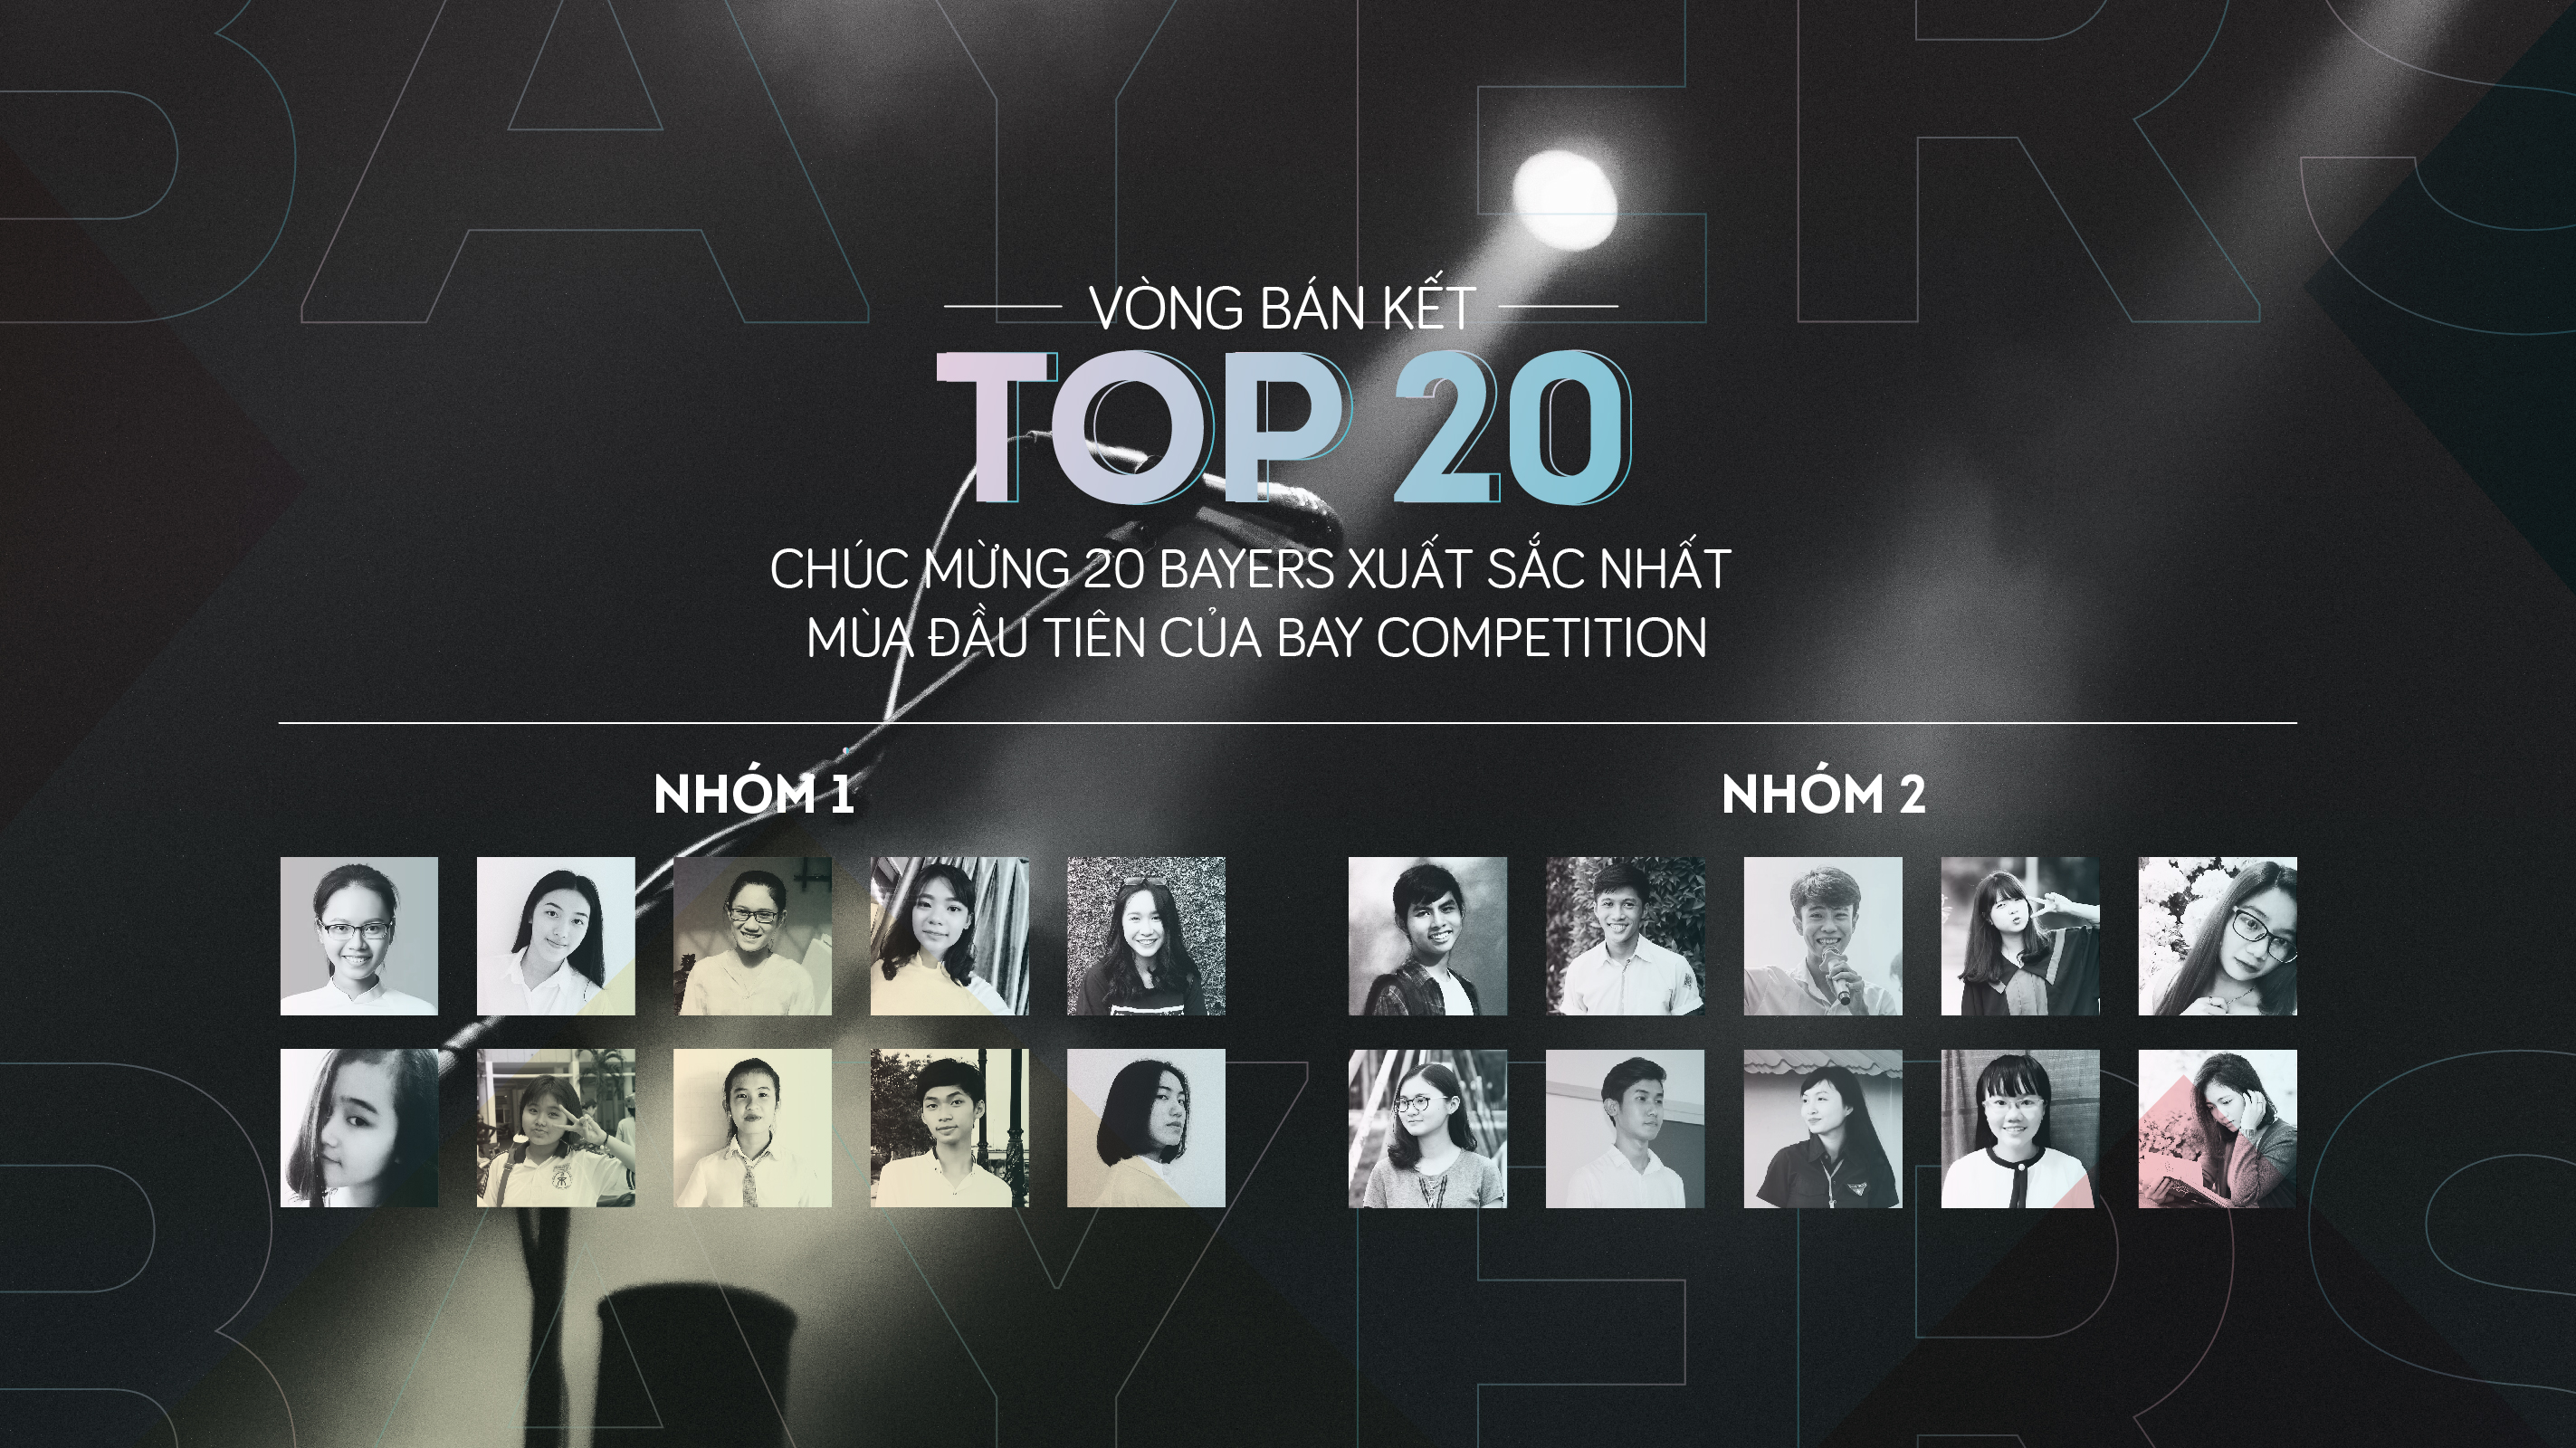 BAYERS
VÒNG BÁN KẾT
TOP 20
CHÚC MỪNG 20 BAYERS XUẤT SẮC NHẤT
MÙA ĐẦU TIÊN CỦA BAY COMPETITION
NHÓM 1
NHÓM 2
BAYERS